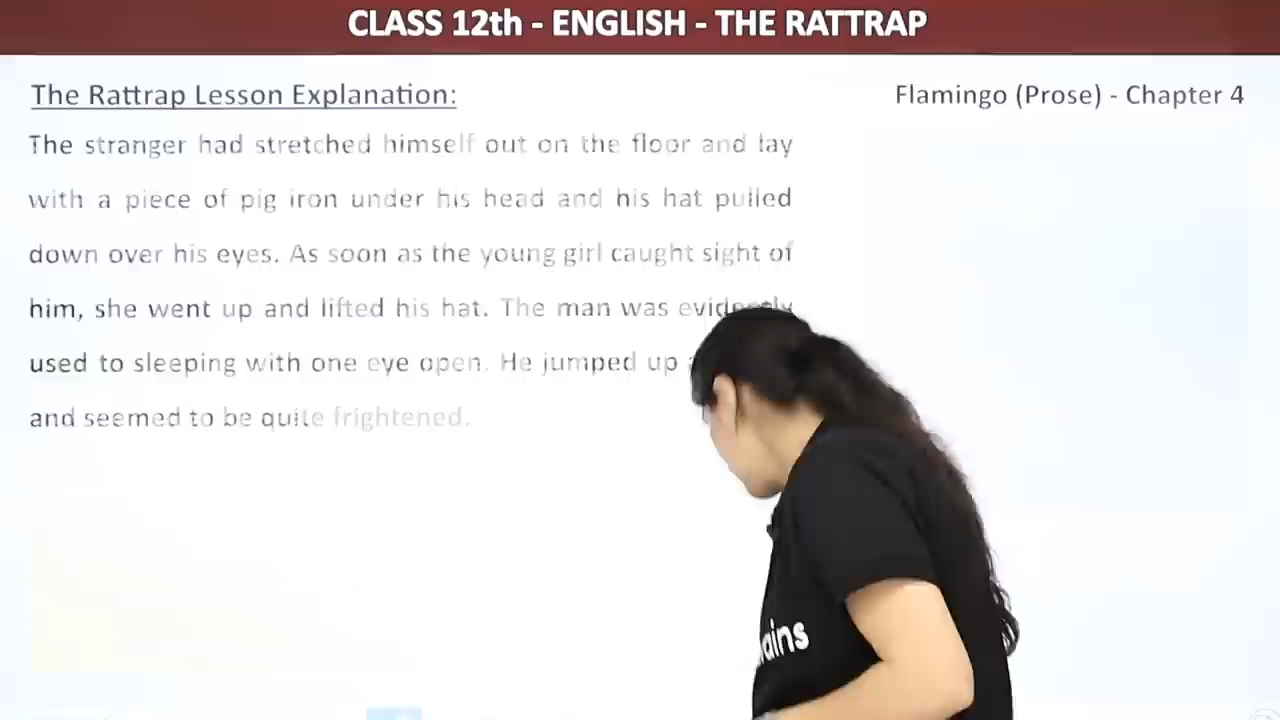 CLASS 12th - ENGLISH - THE RATTRAP
The Rattrap Lesson Explanation:
Flamingo (Prose) - Chapter 4
The stranger had stretched himself out on the floor and lay
with a piece of pig iron under his head and his hat pulled
down over his eyes. As soon as the young girl caught sight of
him, she went up and lifted his hat. The man was evidently
used to sleeping with one eye open. He jumped up
and seemed to be quite frightened.